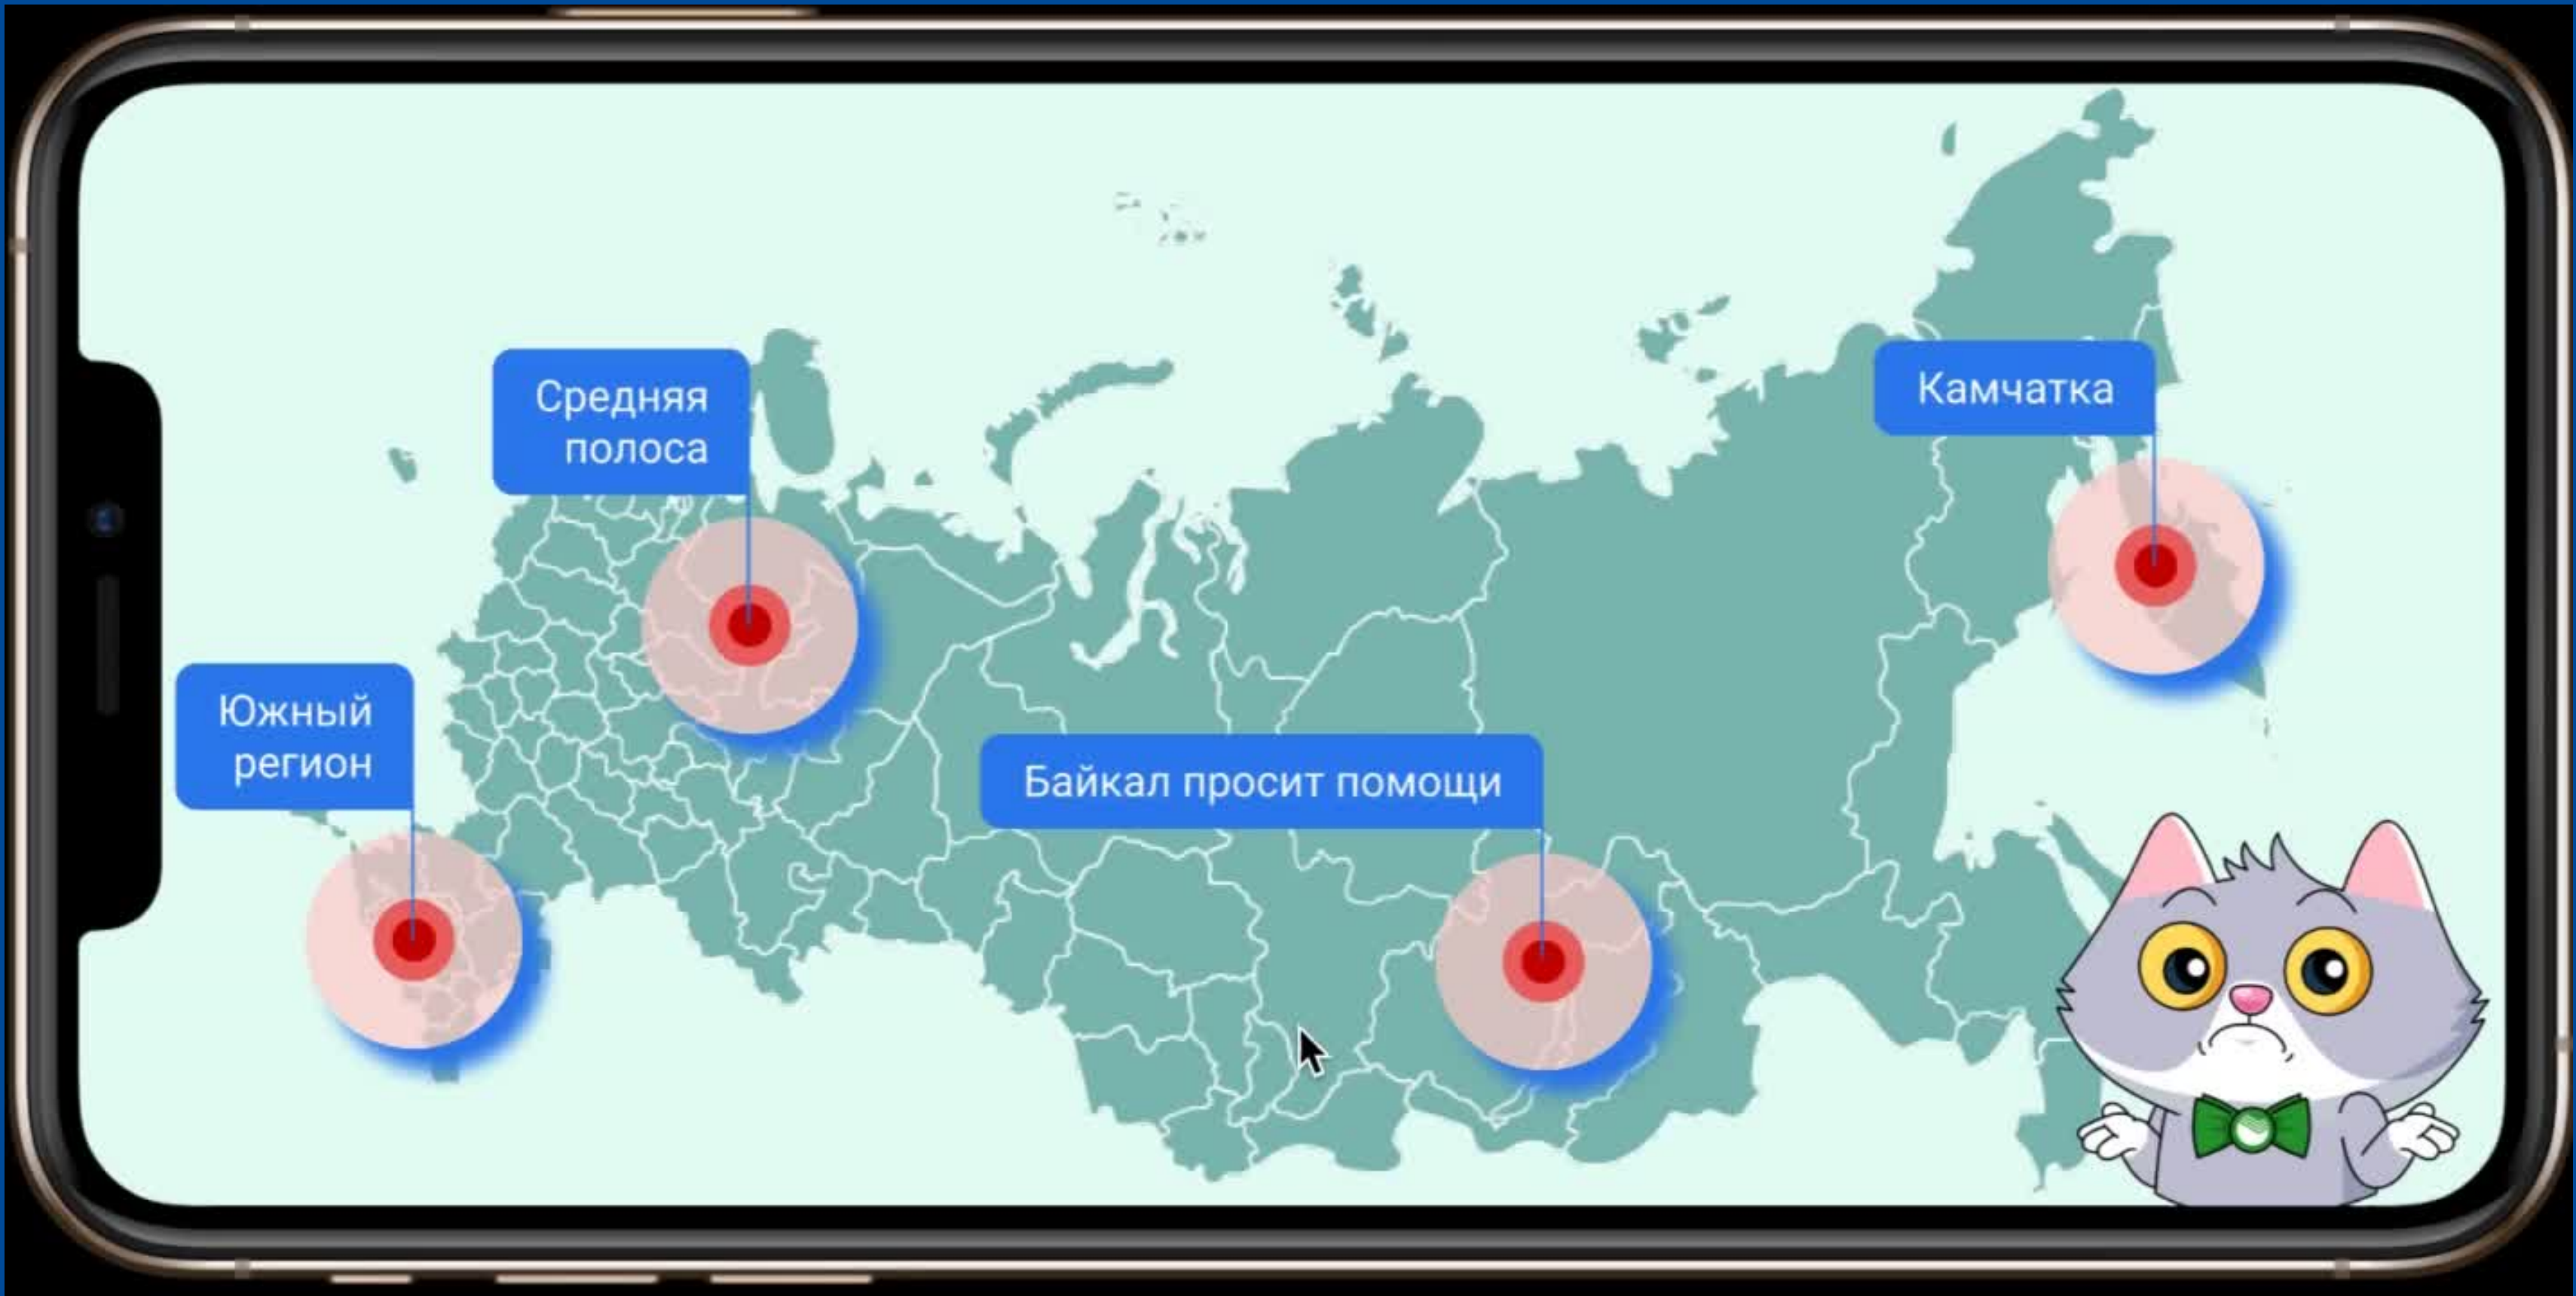 Средняя
полоса
Камчатка
Южный
регион
Байкал просит помощи